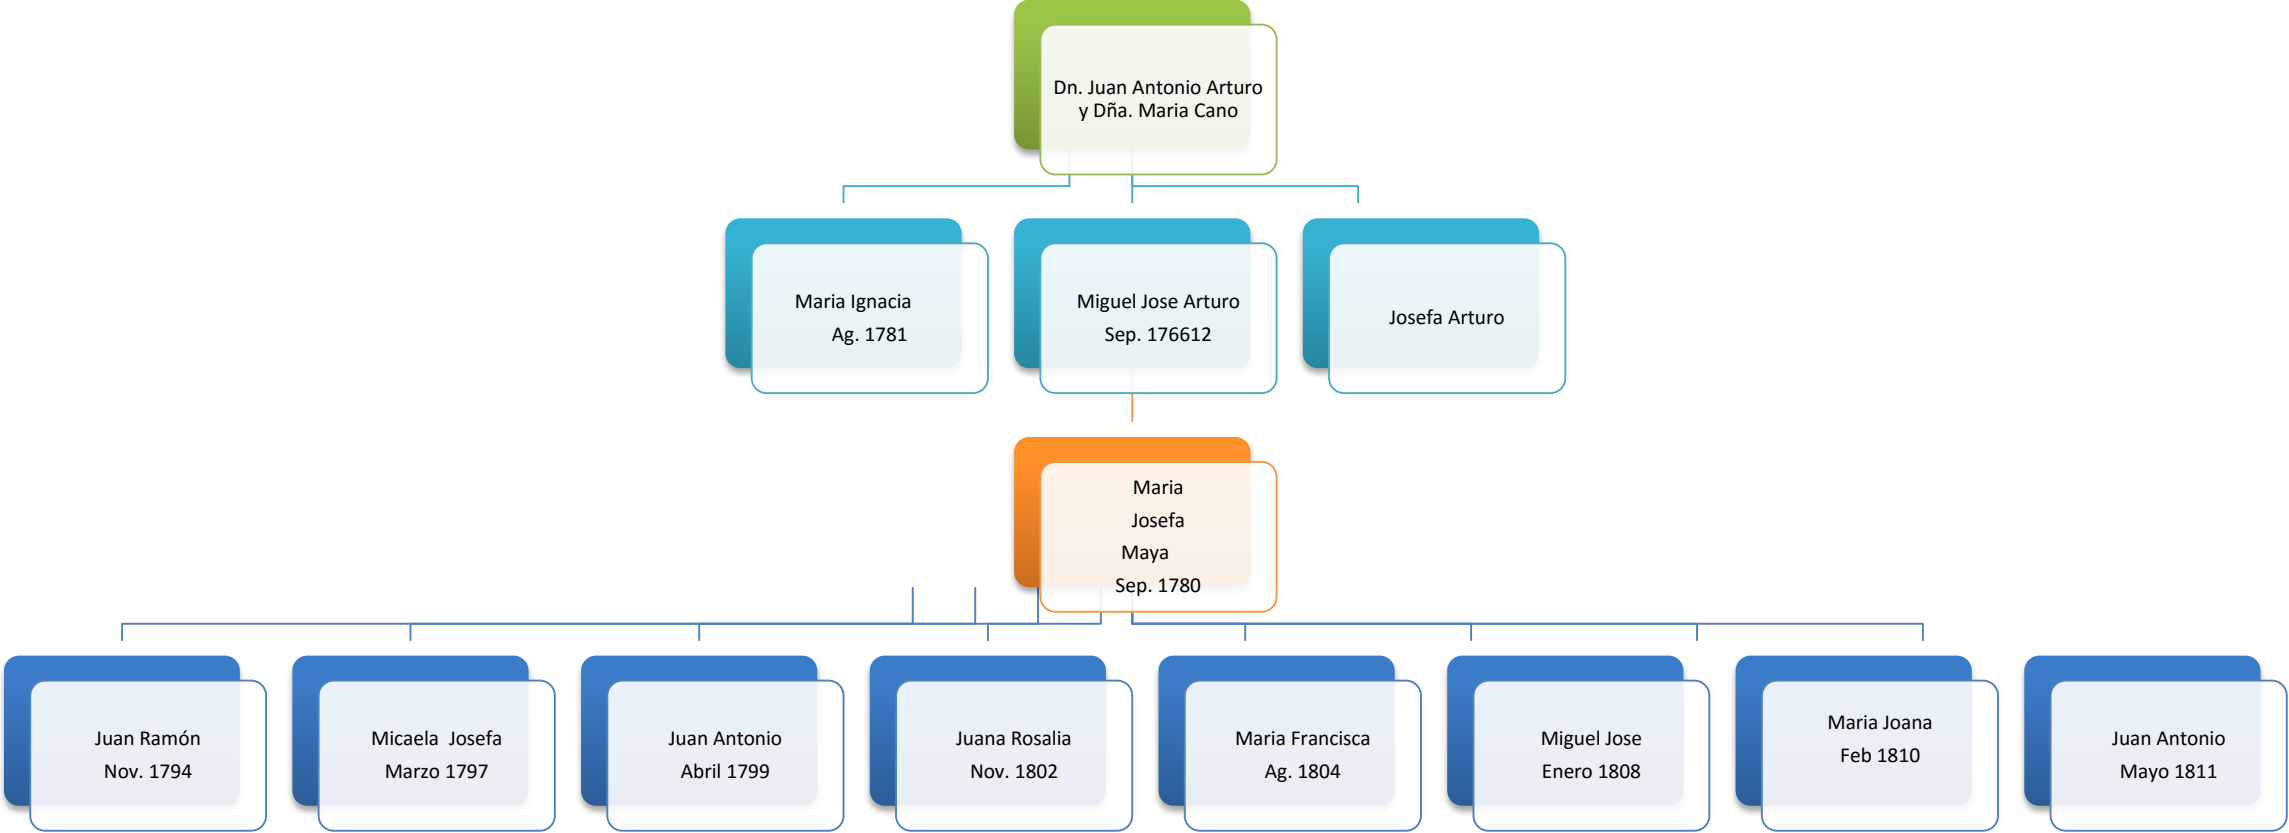 Dn. Juan Antonio Arturo
y Dña. Maria Cano
Maria Ignacia
Ag. 1781
Miguel Jose Arturo
Sep. 176612
Josefa Arturo
Maria
Josefa
Maya
Sep. 1780
Juan Ramón
Nov. 1794
Micaela Josefa
Marzo 1797
Juan Antonio
Abril 1799
Juana Rosalia
Nov. 1802
Maria Francisca
Ag. 1804
Miguel Jose
Enero 1808
Maria Joana
Feb 1810
Juan Antonio
Mayo 1811